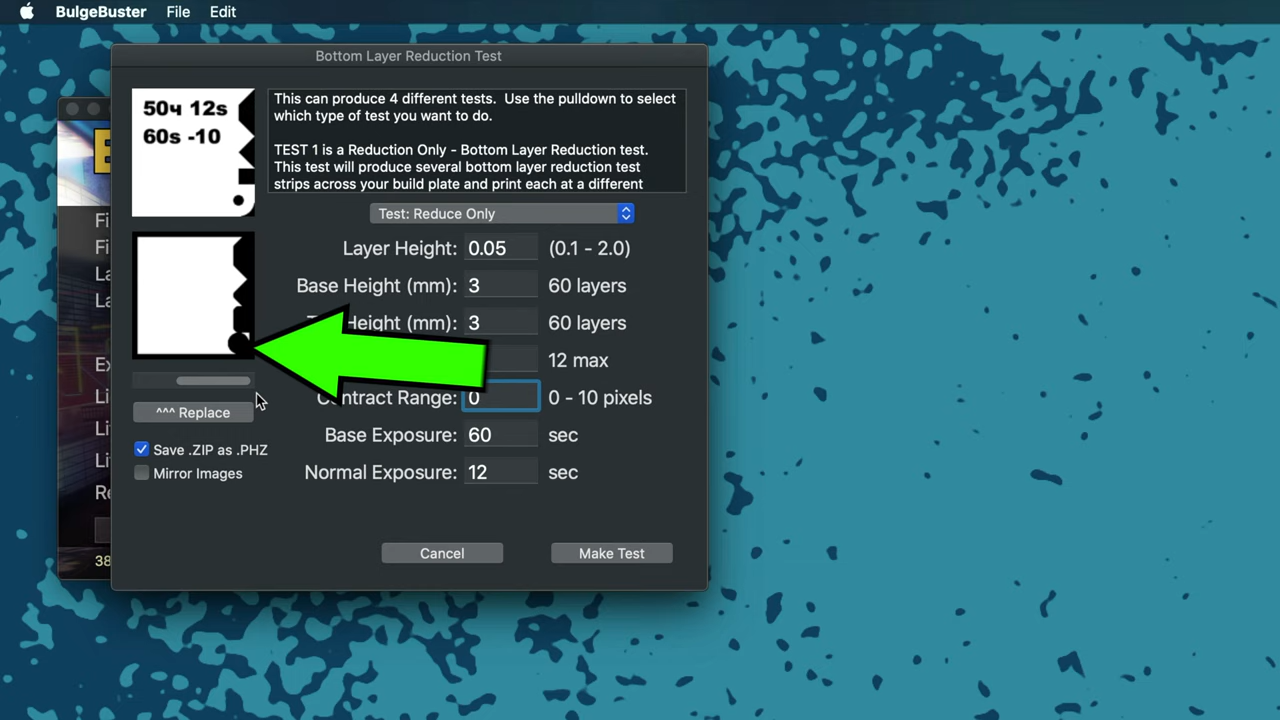 BulgeBuster File Edit
Bottom Layer Reduction Test
50ч 12s
60s -10
This can produce 4 different tests. Use the pulldown to select
which type of test you want to do.
TEST 1 is a Reduction Only - Bottom Layer Reduction test.
This test will produce several bottom layer reduction test
strips across your build plate and print each at a different
Test: Reduce Only
Layer Height: 0.05 (0.1 - 2.0)
Base Height (mm): 3 60 layers
Height (mm): 3 60 layers
12 max
Contract Range: 0 0 - 10 pixels
^^^ Replace
Base Exposure: 60 sec
Save .ZIP as .PHZ
Mirror Images
Normal Exposure: 12 sec
Cancel
Make Test